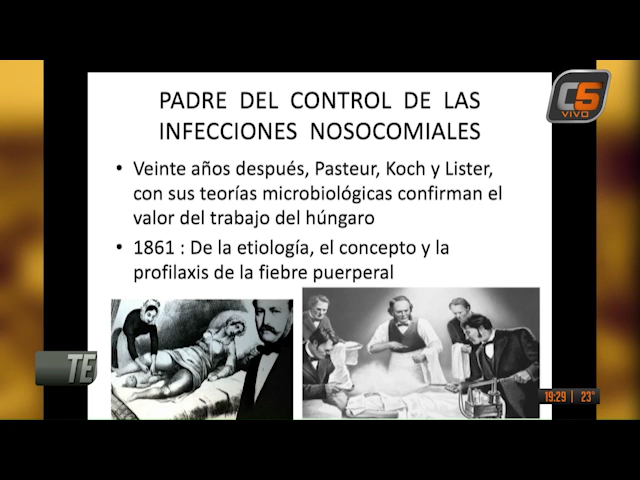 PADRE DEL CONTROL DE LAS
INFECCIONES NOSOCOMIALES
• Veinte años después, Pasteur, Koch y Lister,
con sus teorías microbiológicas confirman el
valor del trabajo del húngaro
• 1861 : De la etiología, el concepto y la
profilaxis de la fiebre puerperal
C5
VIVO
TE
19:29 | 23°